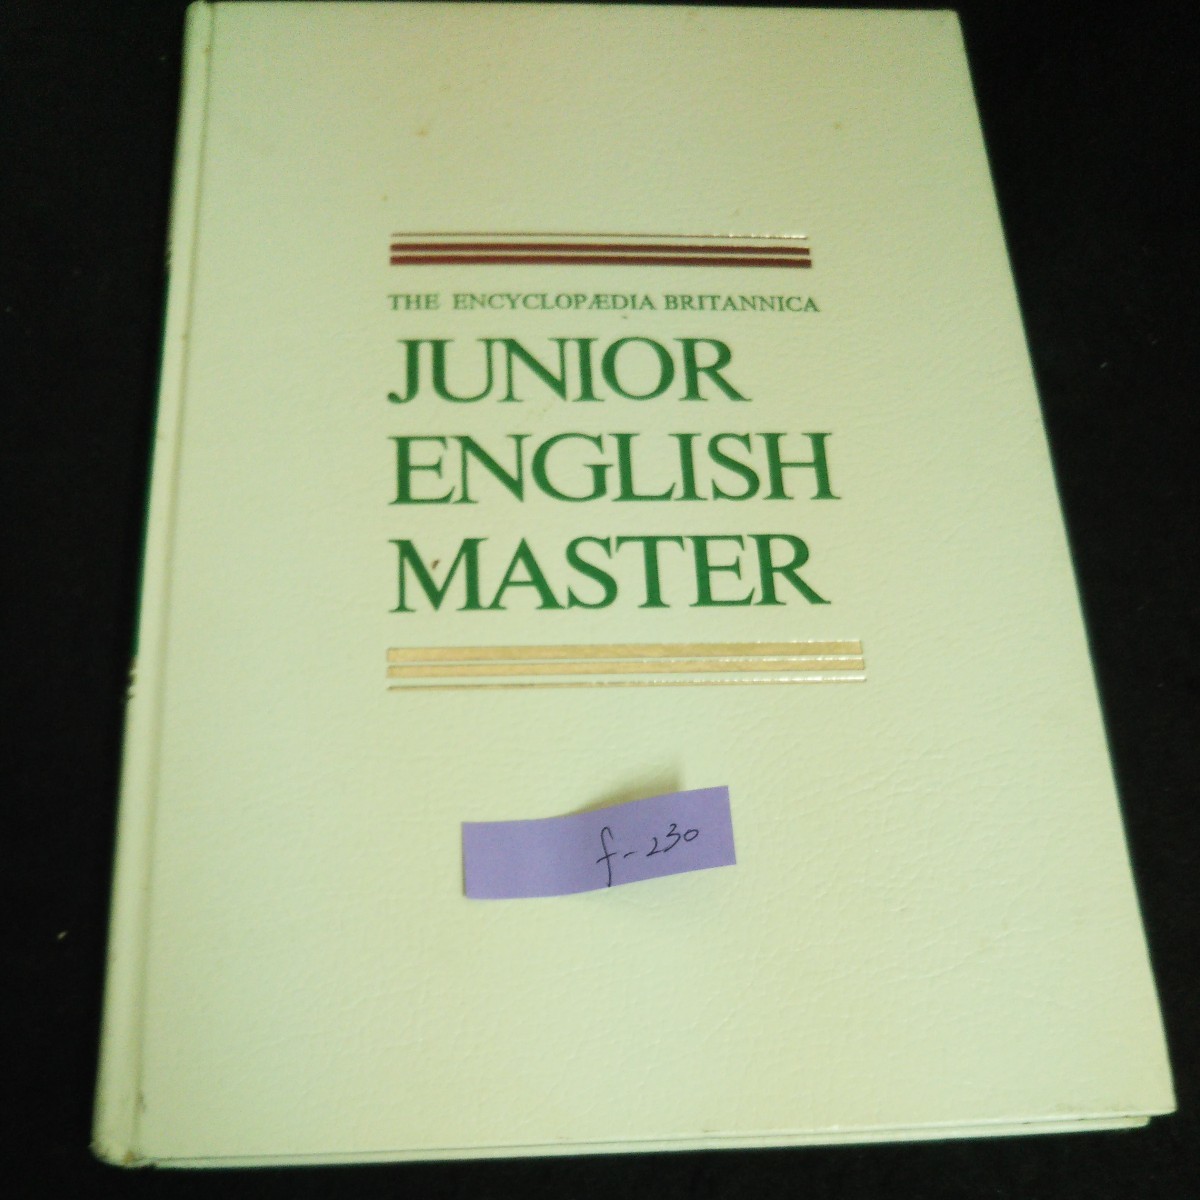 THE ENCYCLOPÆDIA BRITANNICA
JUNIOR
ENGLISH
MASTER
f-230